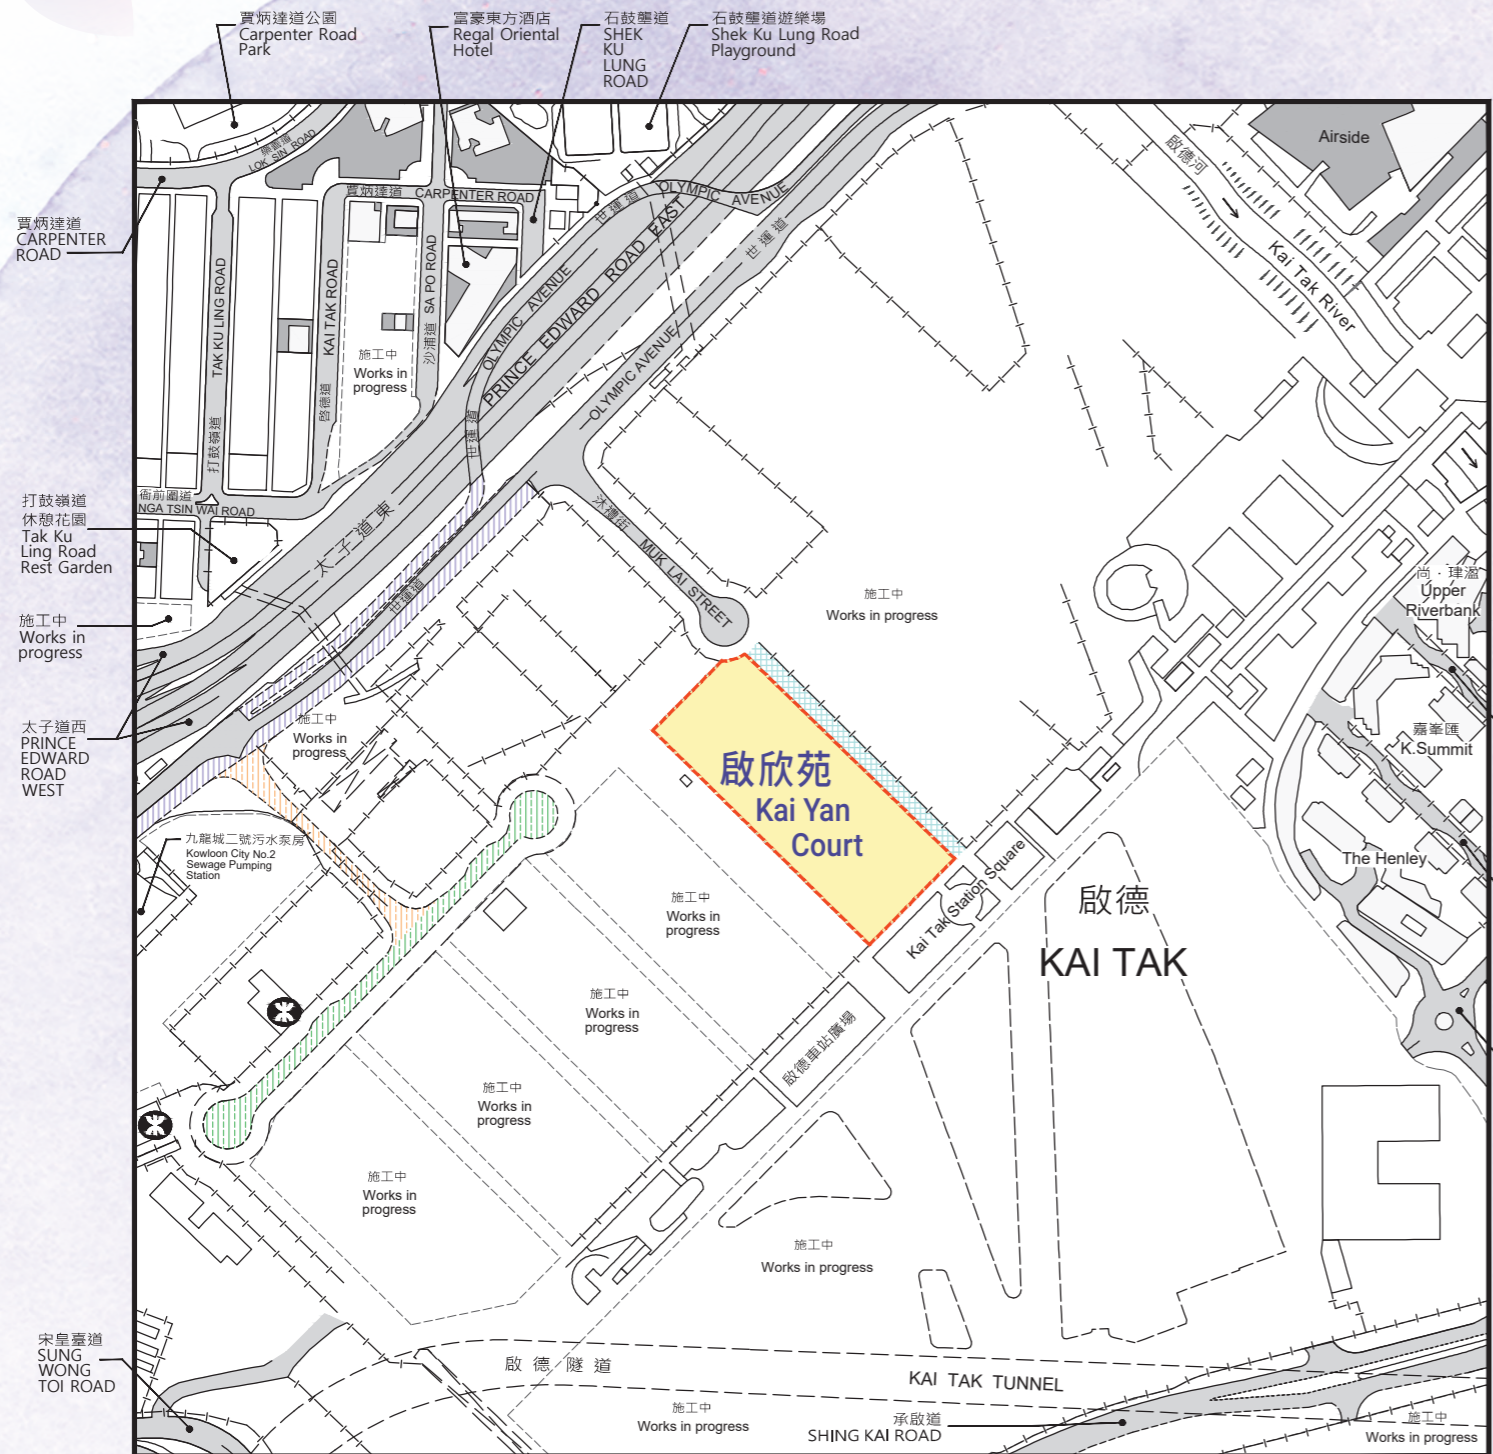 賈炳達道公園
Carpenter Road
Park
富豪東方酒店
Regal Oriental
Hotel
石鼓壟道
SHEK
KU
LUNG
ROAD
石鼓壟道遊樂場
Shek Ku Lung Road
Playground
賈炳達道
CARPENTER
ROAD
樂善道
LOK SIN ROAD
賈炳達道 CARPENTER ROAD
世運道
OLYMPIC AVENUE
世運道
啟德河
Kai Tak River
Airside
打鼓嶺道
TAK KU LING ROAD
啓德道
KAI TAK ROAD
沙浦道
SA PO ROAD
施工中
Works in
progress
OLYMPIC AVENUE
世運道
PRINCE EDWARD ROAD EAST
太子道東
OLYMPIC AVENUE
世運道
衙前圍道
NGA TSIN WAI ROAD
打鼓嶺道
休憩花園
Tak Ku
Ling Road
Rest Garden
施工中
Works in
progress
太子道西
PRINCE
EDWARD
ROAD
WEST
沐禮街
MUK LAI STREET
施工中
Works in progress
尚．珒溋
Upper
Riverbank
嘉峯匯
K.Summit
The Henley
施工中
Works in
progress
啟欣苑
Kai Yan
Court
九龍城二號污水泵房
Kowloon City No.2
Sewage Pumping
Station
Kai Tak Station Square
啟德車站廣場
啟德
KAI TAK
施工中
Works in
progress
施工中
Works in
progress
施工中
Works in
progress
施工中
Works in
progress
施工中
Works in progress
宋皇臺道
SUNG
WONG
TOI ROAD
啟德隧道
KAI TAK TUNNEL
施工中
Works in progress
承啟道
SHING KAI ROAD
施工中
Works in progress